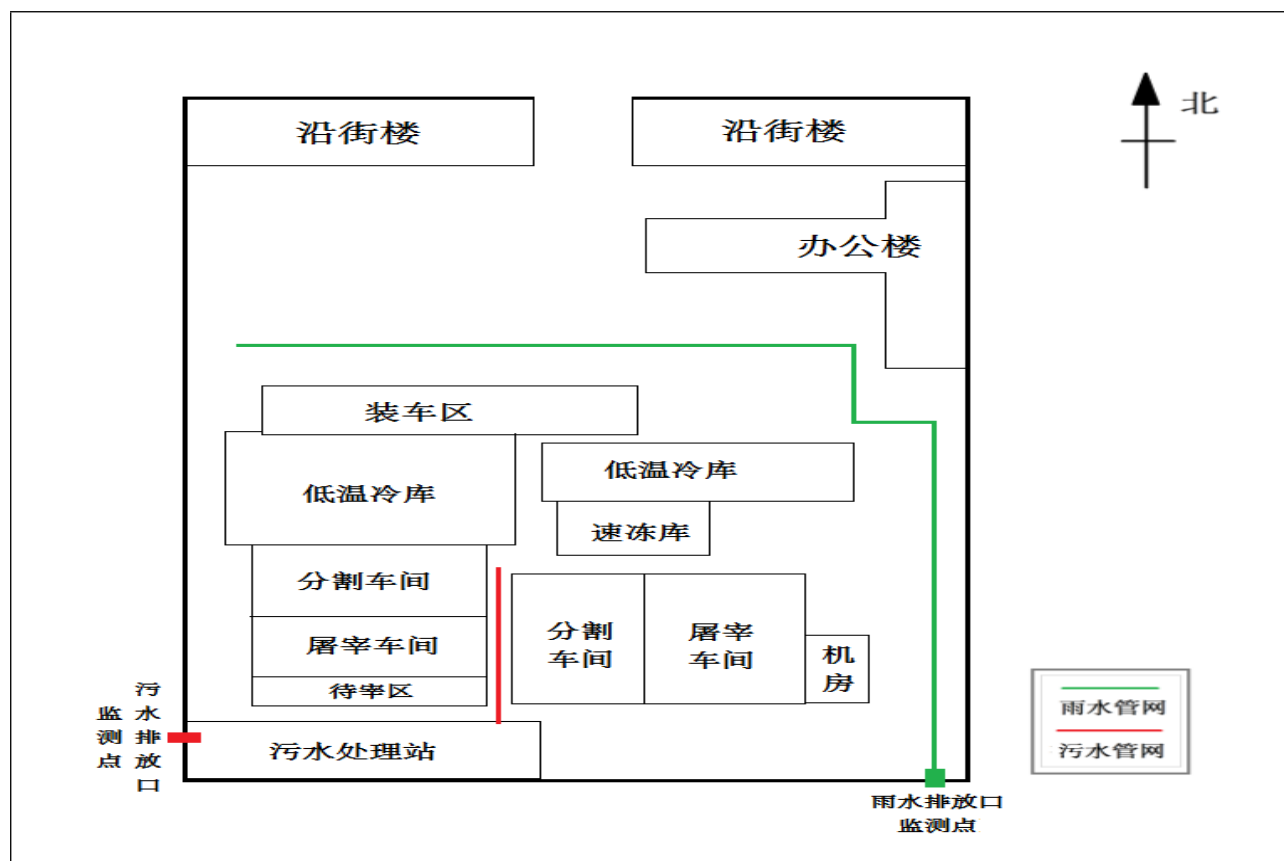 沿街楼
沿街楼
北
办公楼
装车区
低温冷库
低温冷库
速冻库
分割车间
分割
车间
屠宰
车间
屠宰车间
机
房
待宰区
污水处理站
污水排放口
监测点
雨水管网
污水管网
雨水排放口
监测点